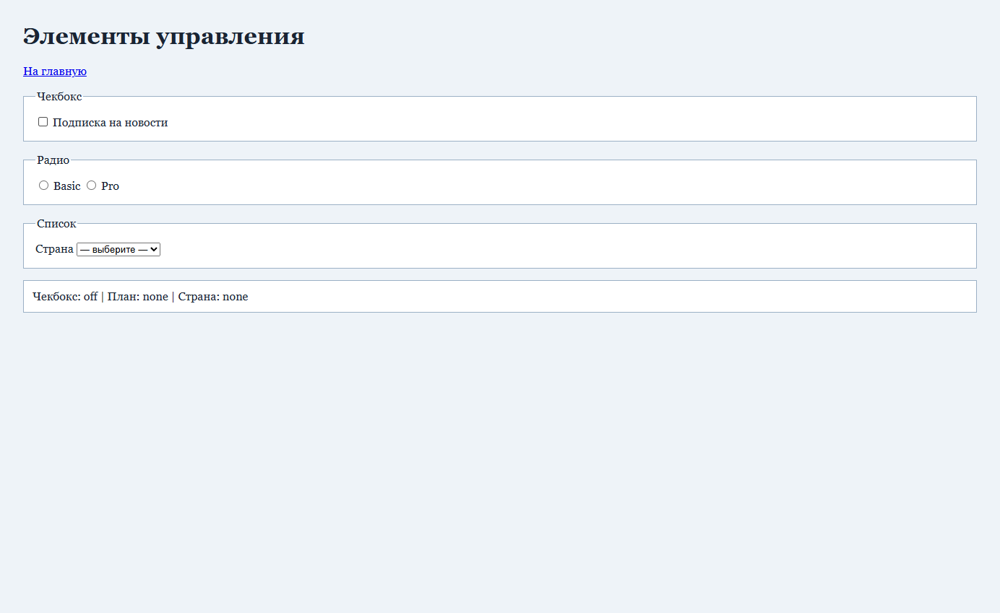 Элементы управления
На главную
Чекбокс
Подписка на новости
Радио
Basic Pro
Список
Страна — выберите —
Чекбокс: off | План: none | Страна: none